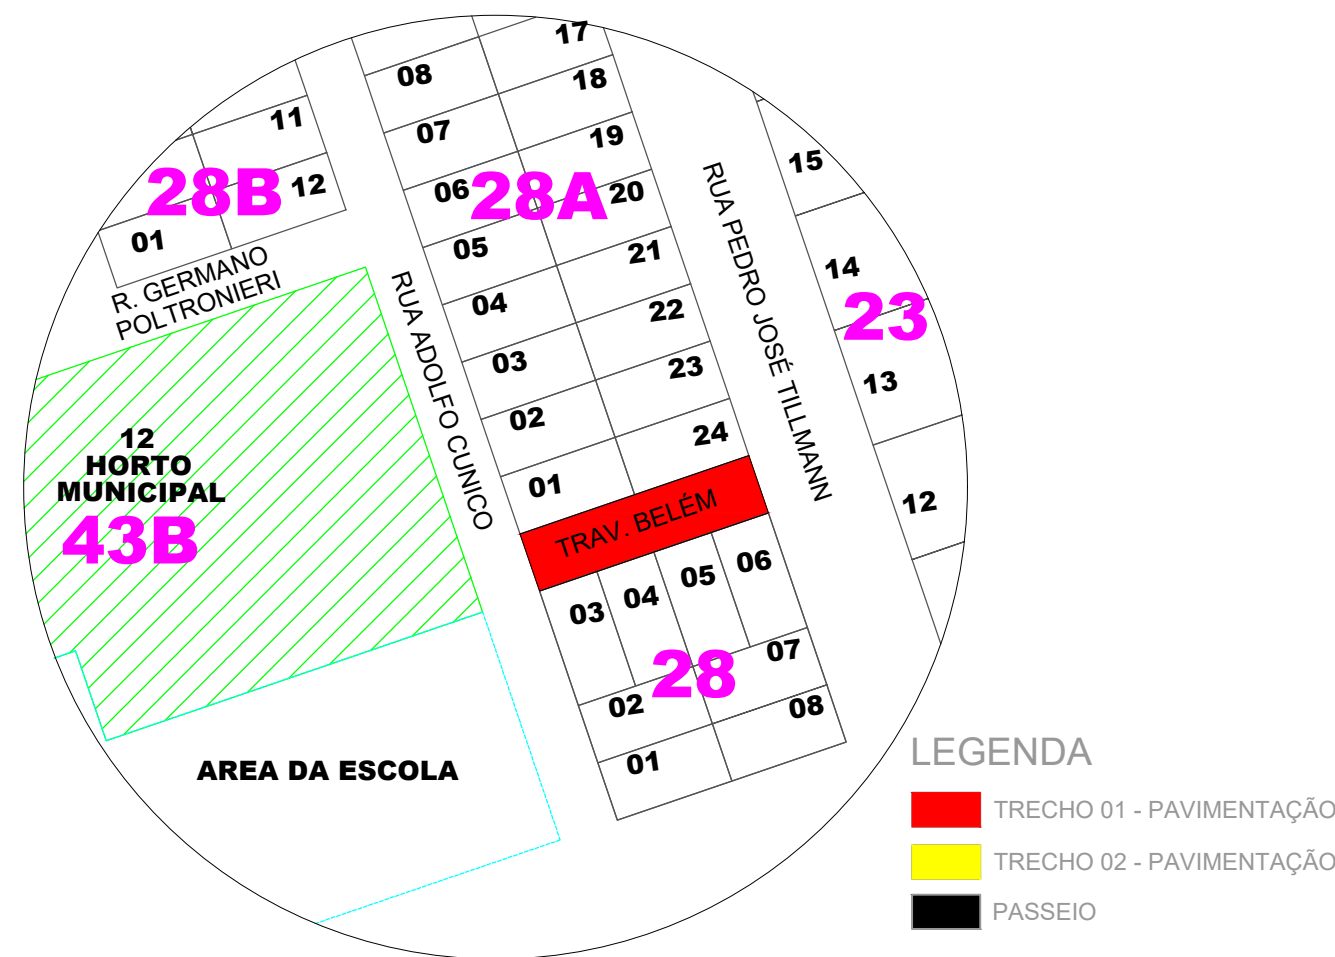 17
08
18
11
07
19
15
28B
12
06
28A
20
RUA PEDRO JOSÉ TILLMANN
01
05
21
14
R. GERMANO
POLTRONIERI
RUA ADOLFO CUNICO
04
22
23
03
23
13
02
24
12
HORTO
MUNICIPAL
43B
01
12
TRAV. BELÉM
03
04
05
06
28
07
02
08
01
AREA DA ESCOLA
LEGENDA
TRECHO 01 - PAVIMENTAÇÃO
TRECHO 02 - PAVIMENTAÇÃO
PASSEIO